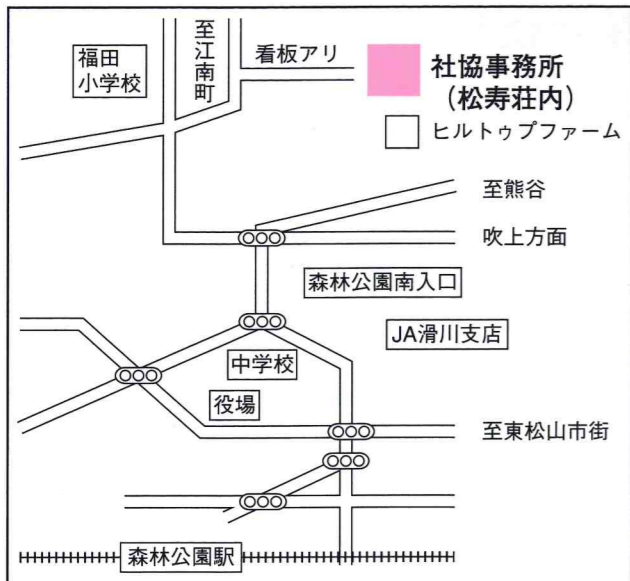 福田
小学校
至江南町
看板アリ
社協事務所
（松寿荘内）
ヒルトゥプファーム
至熊谷
吹上方面
森林公園南入口
JA滑川支店
中学校
役場
至東松山市街
森林公園駅